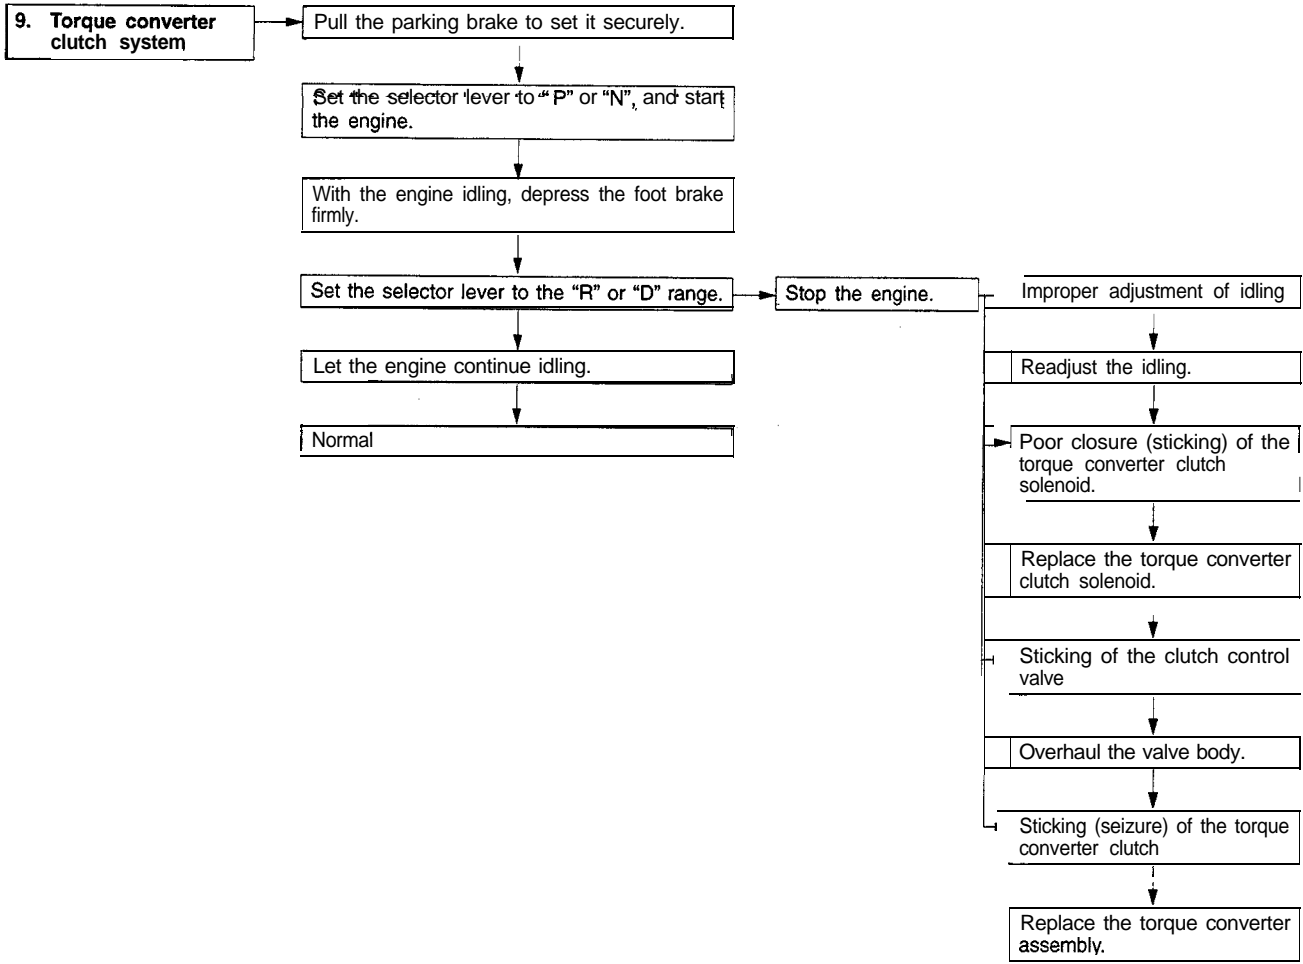 9. Torque converter
clutch system
Pull the parking brake to set it securely.
Set the selector lever to “P” or “N”, and start
the engine.
With the engine idling, depress the foot brake
firmly.
Set the selector lever to the “R” or “D” range.
Stop the engine.
Let the engine continue idling.
Normal
Improper adjustment of idling
Readjust the idling.
Poor closure (sticking) of the
torque converter clutch
solenoid.
Replace the torque converter
clutch solenoid.
Sticking of the clutch control
valve
Overhaul the valve body.
Sticking (seizure) of the torque
converter clutch
Replace the torque converter
assembly.